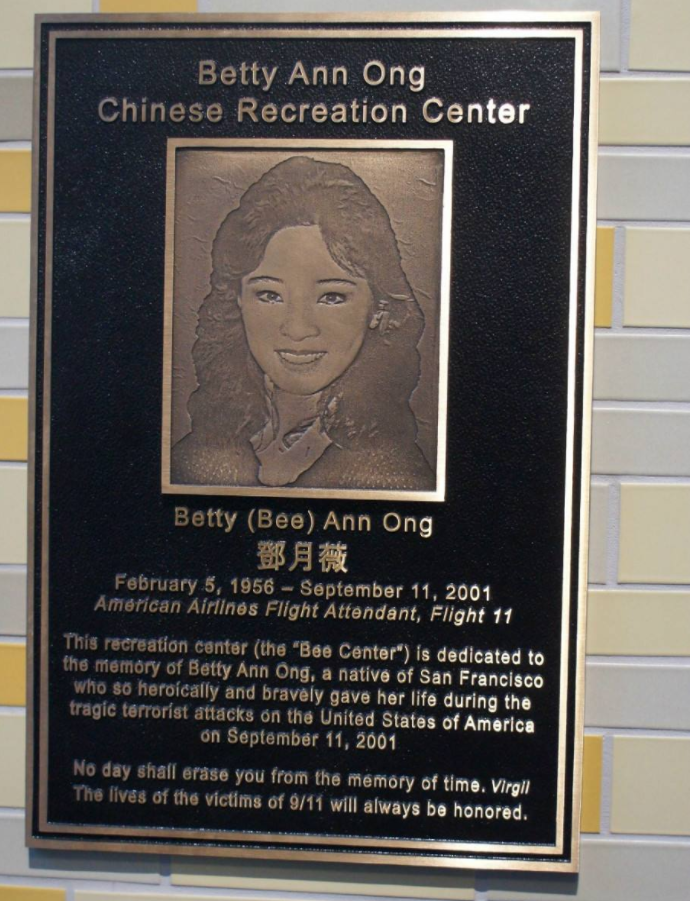 Betty Ann Ong
Chinese Recreation Center
Betty (Bee) Ann Ong
鄧月薇
February 5, 1956 – September 11, 2001
American Airlines Flight Attendant, Flight 11
This recreation center (the "Bee Center") is dedicated to
the memory of Betty Ann Ong, a native of San Francisco
who so heroically and bravely gave her life during the
tragic terrorist attacks on the United States of America
on September 11, 2001
No day shall erase you from the memory of time. Virgil
The lives of the victims of 9/11 will always be honored.